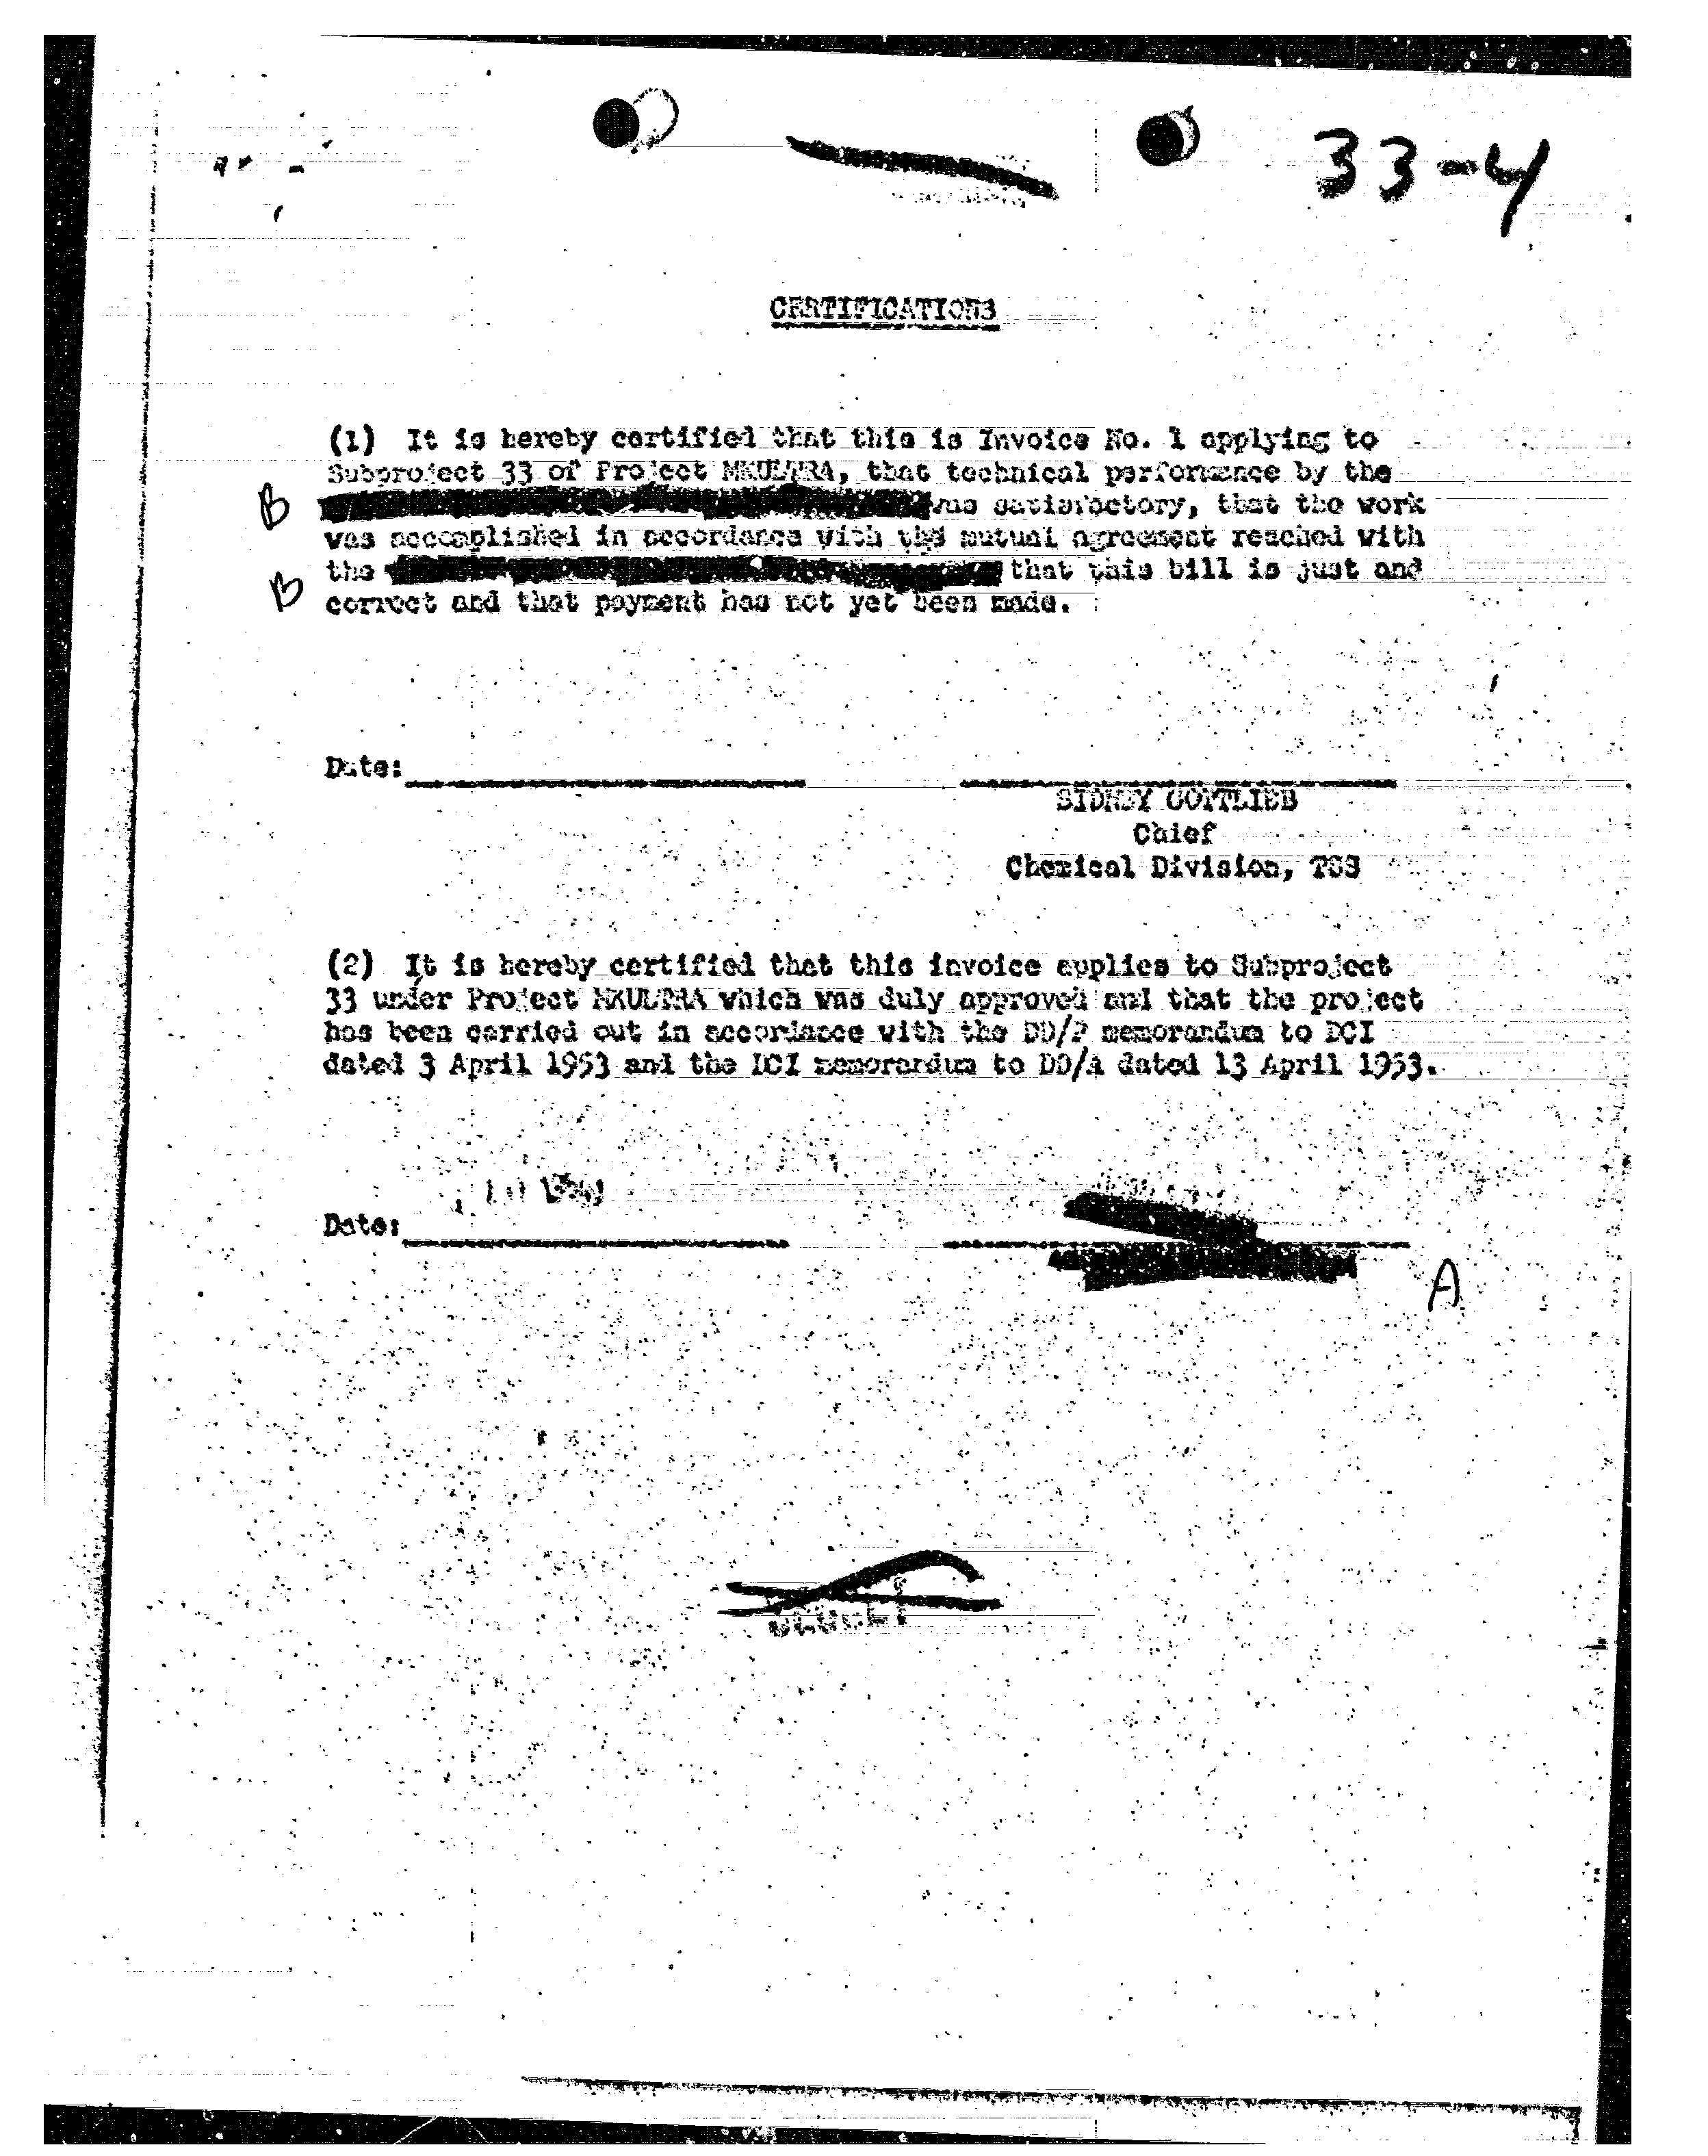 33-4
CERTIFICATIONS
(1) It is hereby certified that this is Invoice No. 1 applying to
Subproject 33 of Project MKULTRA, that technical performance by the
B was satisfactory, that the work
was accomplished in accordance with the mutual agreement reached with
B the that this bill is just and
correct and that payment has not yet been made.
Date:
SIDNEY GOTTLIEB
Chief
Chemical Division, TSS
(2) It is hereby certified that this invoice applies to Subproject
33 under Project MKULTRA which was duly approved and that the project
has been carried out in accordance with the DD/P memorandum to DCI
dated 3 April 1953 and the DCI memorandum to DD/A dated 13 April 1953.
Date:
A
SECRET